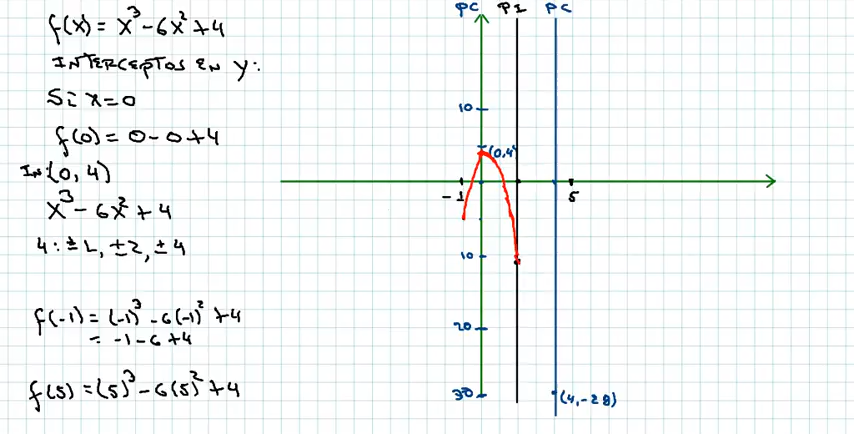 f(x) = x³ - 6x² + 4
INTERCEPTOS EN Y:
Si x = 0
f(0) = 0 - 0 + 4
IN: (0, 4)
x³ - 6x² + 4
4: ±1, ±2, ±4
f(-1) = (-1)³ - 6(-1)² + 4
= -1 - 6 + 4
f(5) = (5)³ - 6(5)² + 4
PC PI PC
10
(0,4
-1 5
10
20
30
(4,-28)